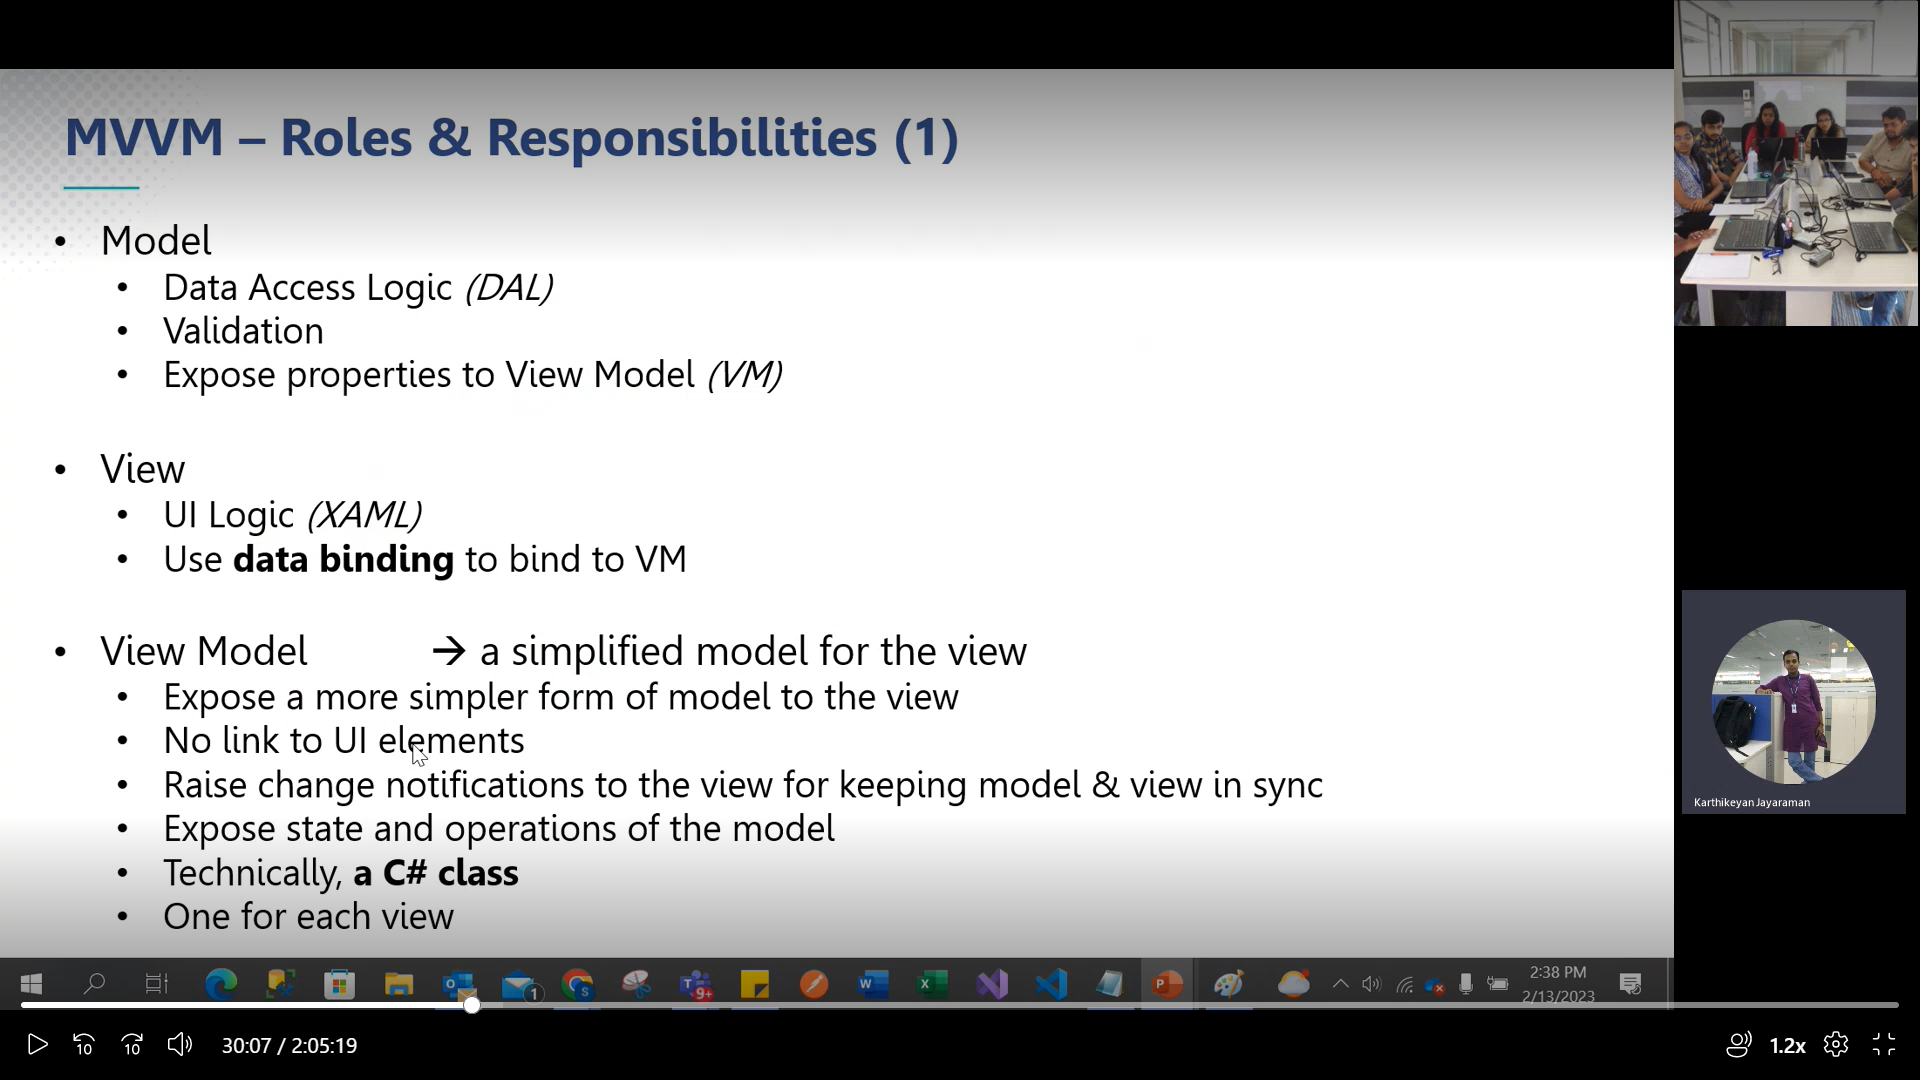 MVVM – Roles & Responsibilities (1)
• Model
• Data Access Logic (DAL)
• Validation
• Expose properties to View Model (VM)
• View
• UI Logic (XAML)
• Use data binding to bind to VM
• View Model → a simplified model for the view
• Expose a more simpler form of model to the view
• No link to UI elements
• Raise change notifications to the view for keeping model & view in sync
• Expose state and operations of the model
• Technically, a C# class
• One for each view
Karthikeyan Jayaraman
1
9+
2:38 PM
2/13/2023
10
10
30:07 / 2:05:19
1.2x